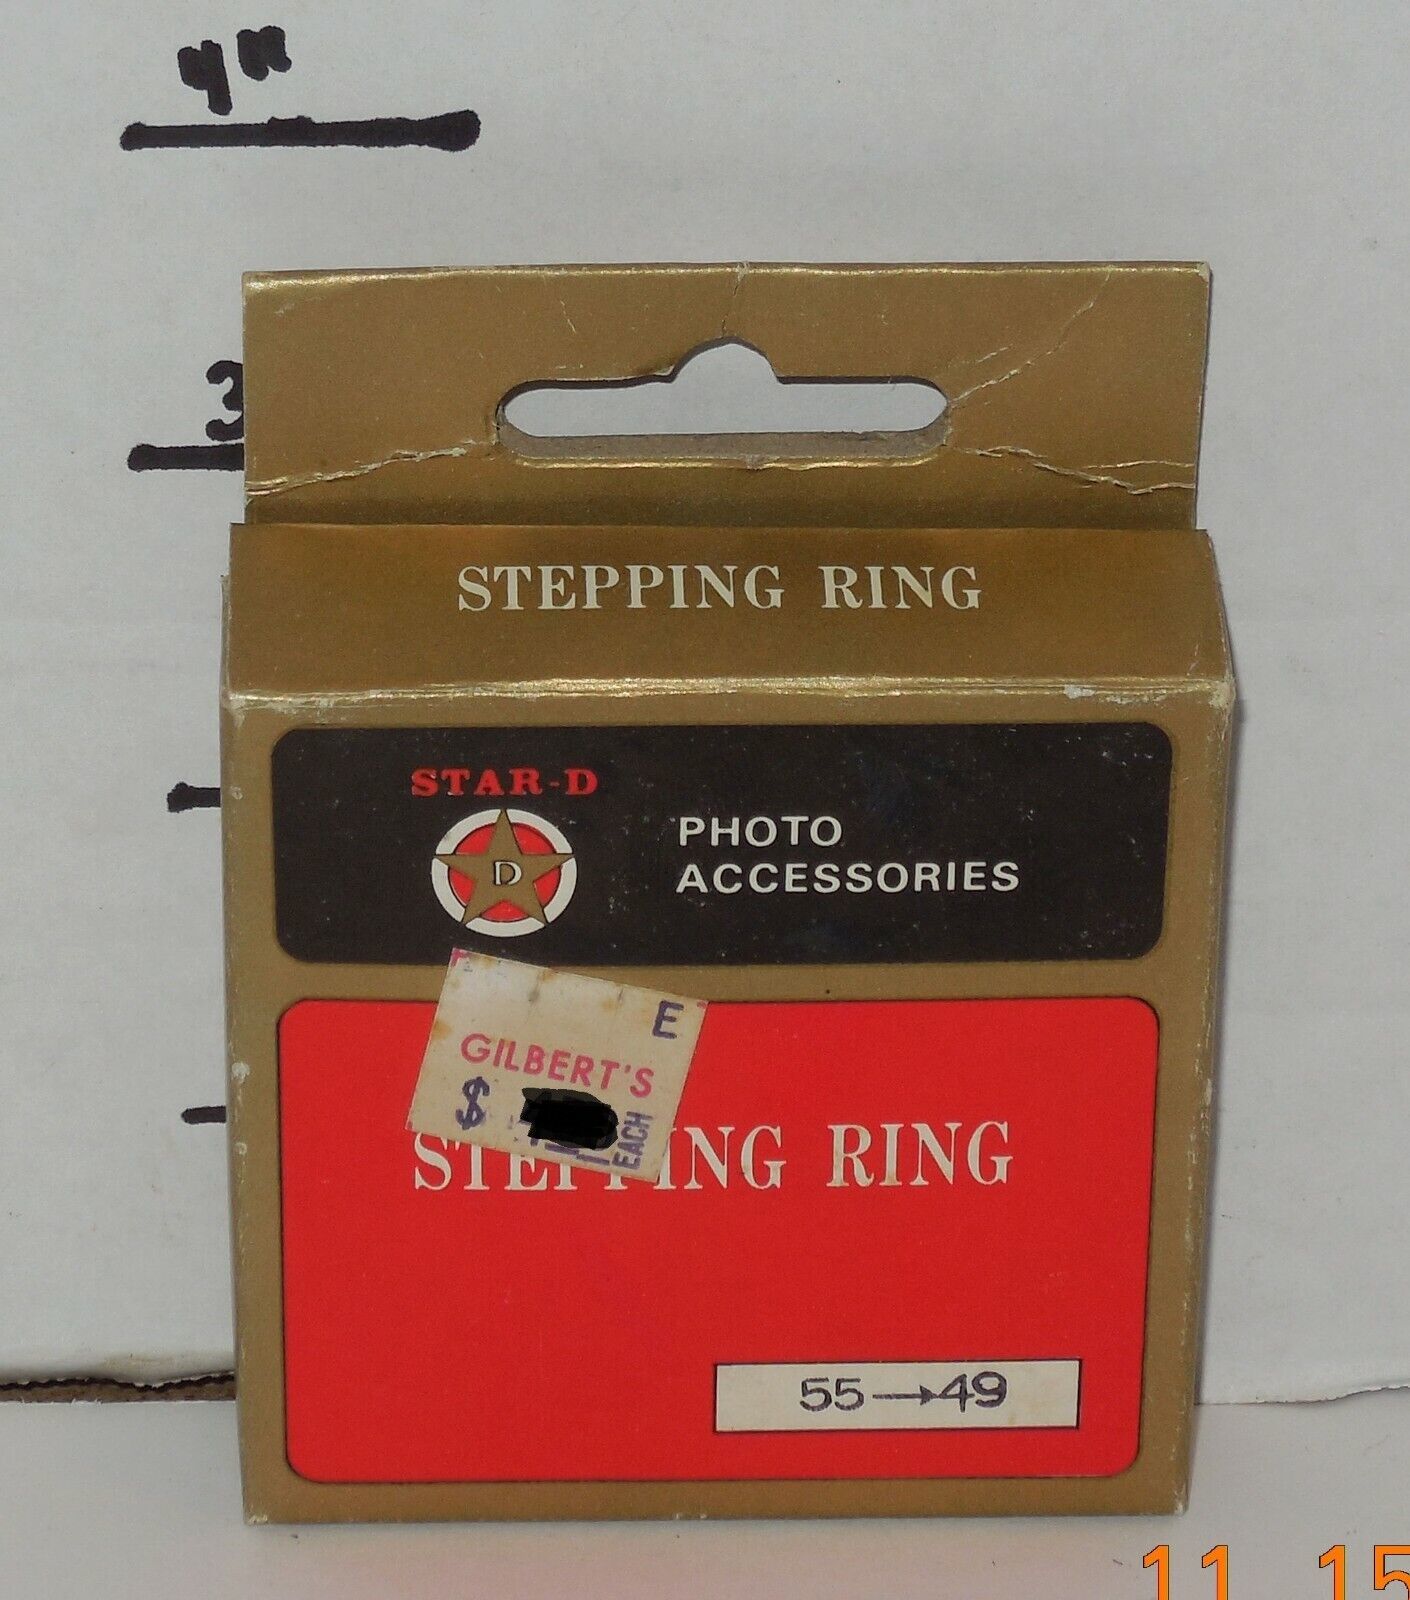 4"
3
STEPPING RING
STAR-D
D
PHOTO
ACCESSORIES
E
GILBERT'S
$
EACH
STEPPING RING
55→49
11 15